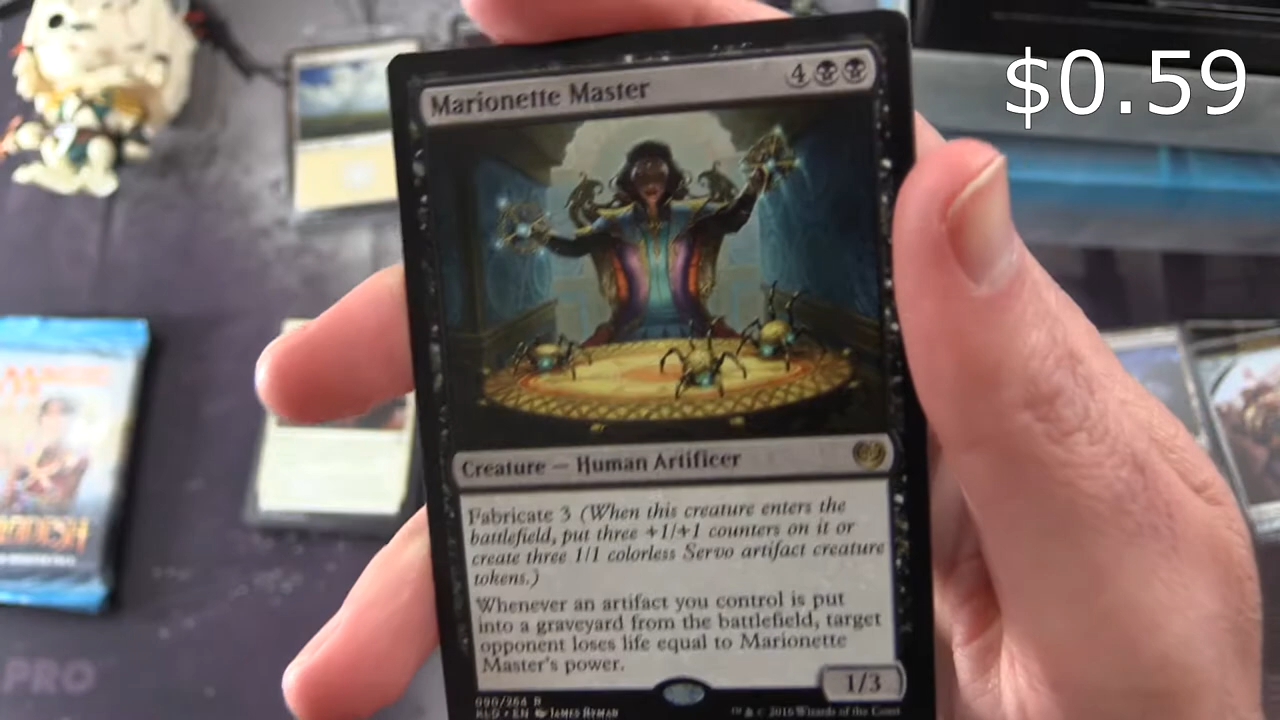 $0.59
Marionette Master 4
Creature — Human Artificer
Fabricate 3 (When this creature enters the
battlefield, put three +1/+1 counters on it or
create three 1/1 colorless Servo artifact creature
tokens.)
Whenever an artifact you control is put
into a graveyard from the battlefield, target
opponent loses life equal to Marionette
Master's power.
1/3
090/264 R
KLD • EN James Ryman
™ & © 2016 Wizards of the Coast
PRO